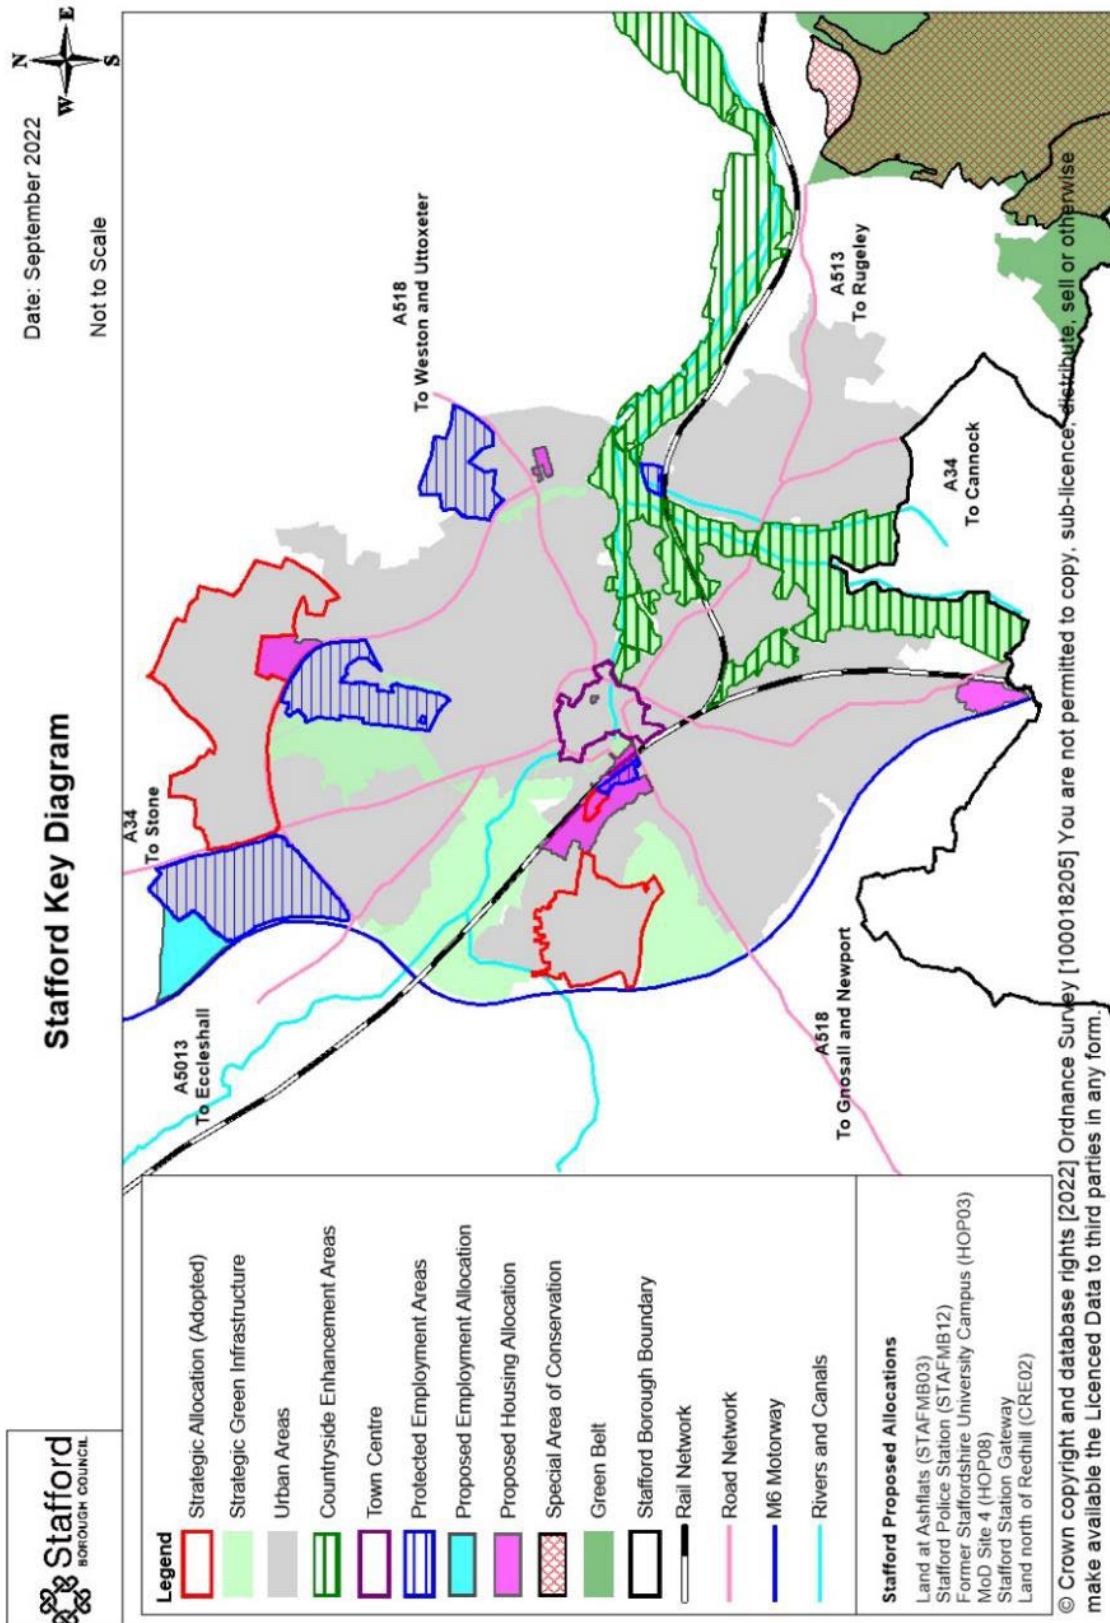 Stafford
BOROUGH COUNCIL
Stafford Key Diagram
Date: September 2022
Not to Scale
N
W E
S
A34
To Stone
A5013
To Eccleshall
A518
To Weston and Uttoxeter
A518
To Gnosall and Newport
A513
To Rugeley
A34
To Cannock
Legend
Strategic Allocation (Adopted)
Strategic Green Infrastructure
Urban Areas
Countryside Enhancement Areas
Town Centre
Protected Employment Areas
Proposed Employment Allocation
Proposed Housing Allocation
Special Area of Conservation
Green Belt
Stafford Borough Boundary
Rail Network
Road Network
M6 Motorway
Rivers and Canals
Stafford Proposed Allocations
Land at Ashflats (STAFMB03)
Stafford Police Station (STAFMB12)
Former Staffordshire University Campus (HOP03)
MoD Site 4 (HOP08)
Stafford Station Gateway
Land north of Redhill (CRE02)
© Crown copyright and database rights [2022] Ordnance Survey [100018205] You are not permitted to copy, sub-licence, distribute, sell or otherwise
make available the Licenced Data to third parties in any form.